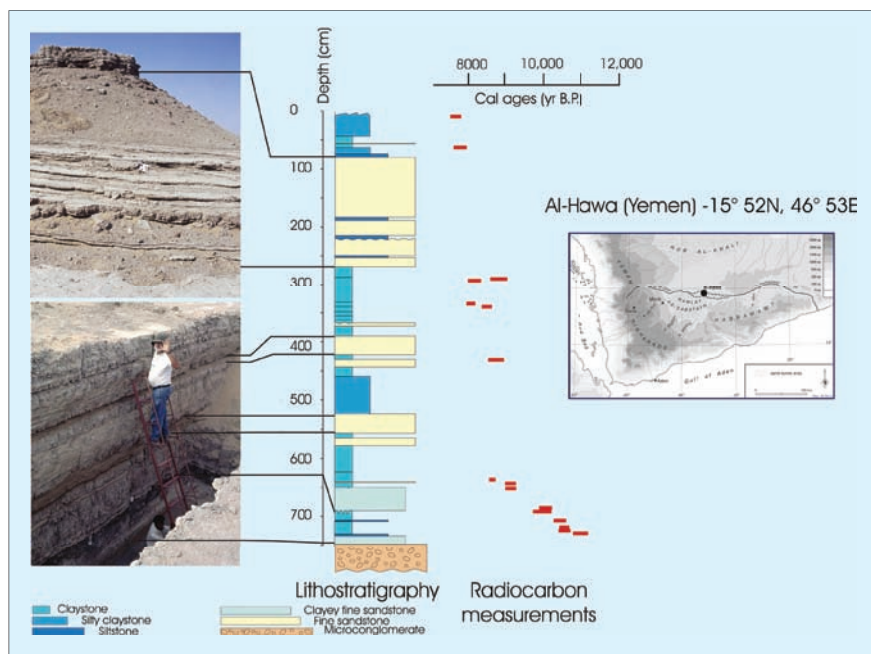 Depth (cm)
8000
10,000
12,000
Cal ages (yr B.P.)
0
100
200
300
400
500
600
700
Al-Hawa (Yemen) -15° 52N, 46° 53E
Gulf of Aden
Lithostratigraphy
Radiocarbon
measurements
Claystone
Silty claystone
Siltstone
Clayey fine sandstone
Fine sandstone
Microconglomerate